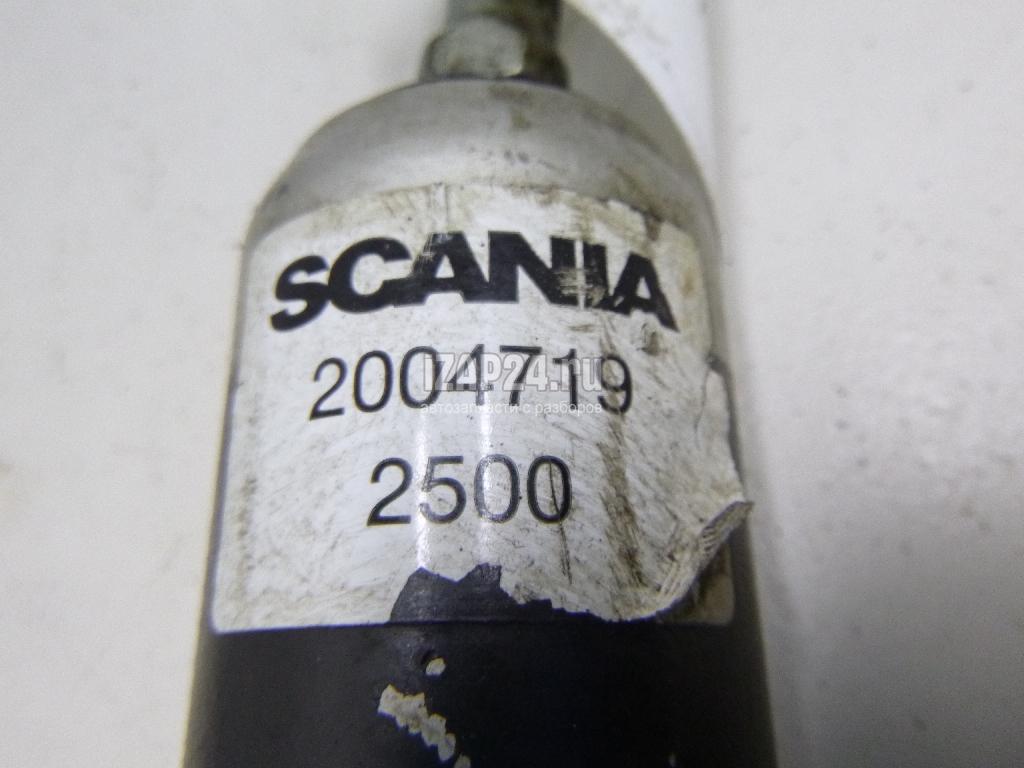 SCANIA
2004719
iZAP24.ru
автозапчасти с разборов
2500